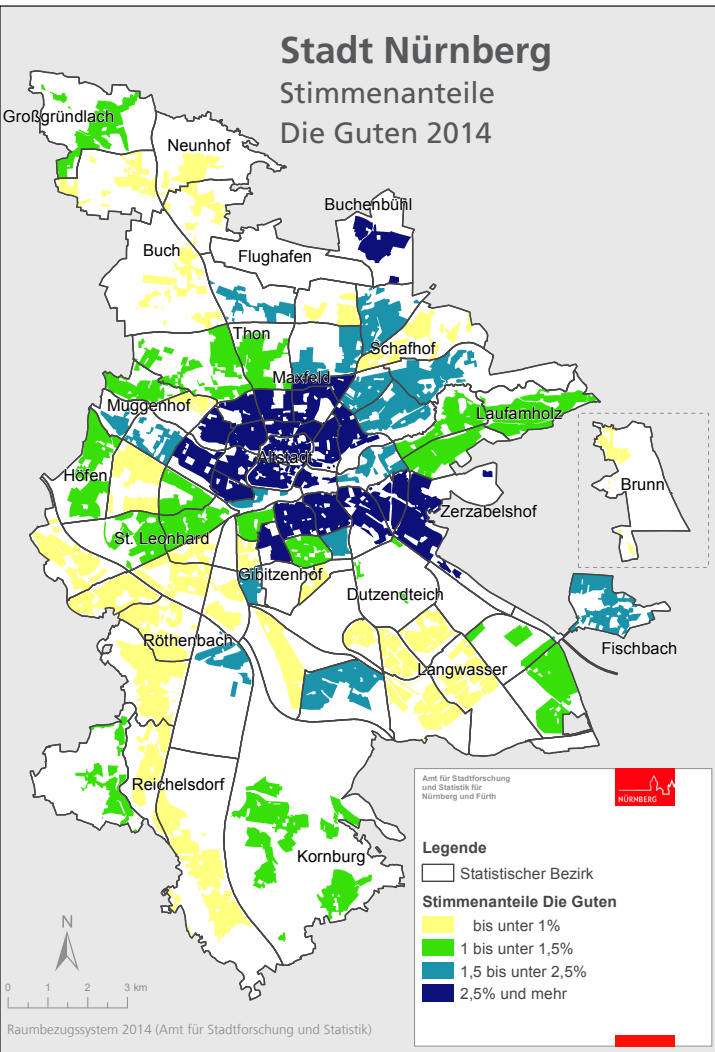 Stadt Nürnberg
Stimmenanteile
Die Guten 2014
Großgründlach
Neunhof
Buchenbühl
Buch
Flughafen
Thon
Schafhof
Maxfeld
Muggenhof
Laufamholz
Altstadt
Höfen
Brunn
Zerzabelshof
St. Leonhard
Gibitzenhof
Dutzendteich
Röthenbach
Fischbach
Langwasser
Reichelsdorf
Kornburg
Amt für Stadtforschung
und Statistik für
Nürnberg und Fürth
NÜRNBERG
Legende
Statistischer Bezirk
Stimmenanteile Die Guten
bis unter 1%
1 bis unter 1,5%
1,5 bis unter 2,5%
2,5% und mehr
N
0 1 2 3 km
Raumbezugssystem 2014 (Amt für Stadtforschung und Statistik)